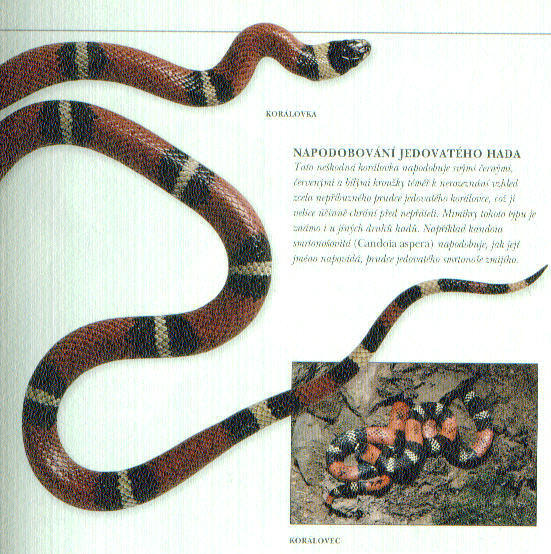 KORÁLOVKA
NAPODOBOVÁNÍ JEDOVATÉHO HADA
Tato neškodná korálovka napodobuje svými černými,
červenými a bílými kroužky téměř k nerozeznání vzhled
zcela nepříbuzného prudce jedovatého korálovce, což ji
velice účinně chrání před nepřáteli. Mimikry tohoto typu je
známo i u jiných druhů hadů. Například kandoia
smrtonošovitá (Candoia aspera) napodobuje, jak její
jméno napovídá, prudce jedovatého smrtonoše zmijího.
KORÁLOVEC